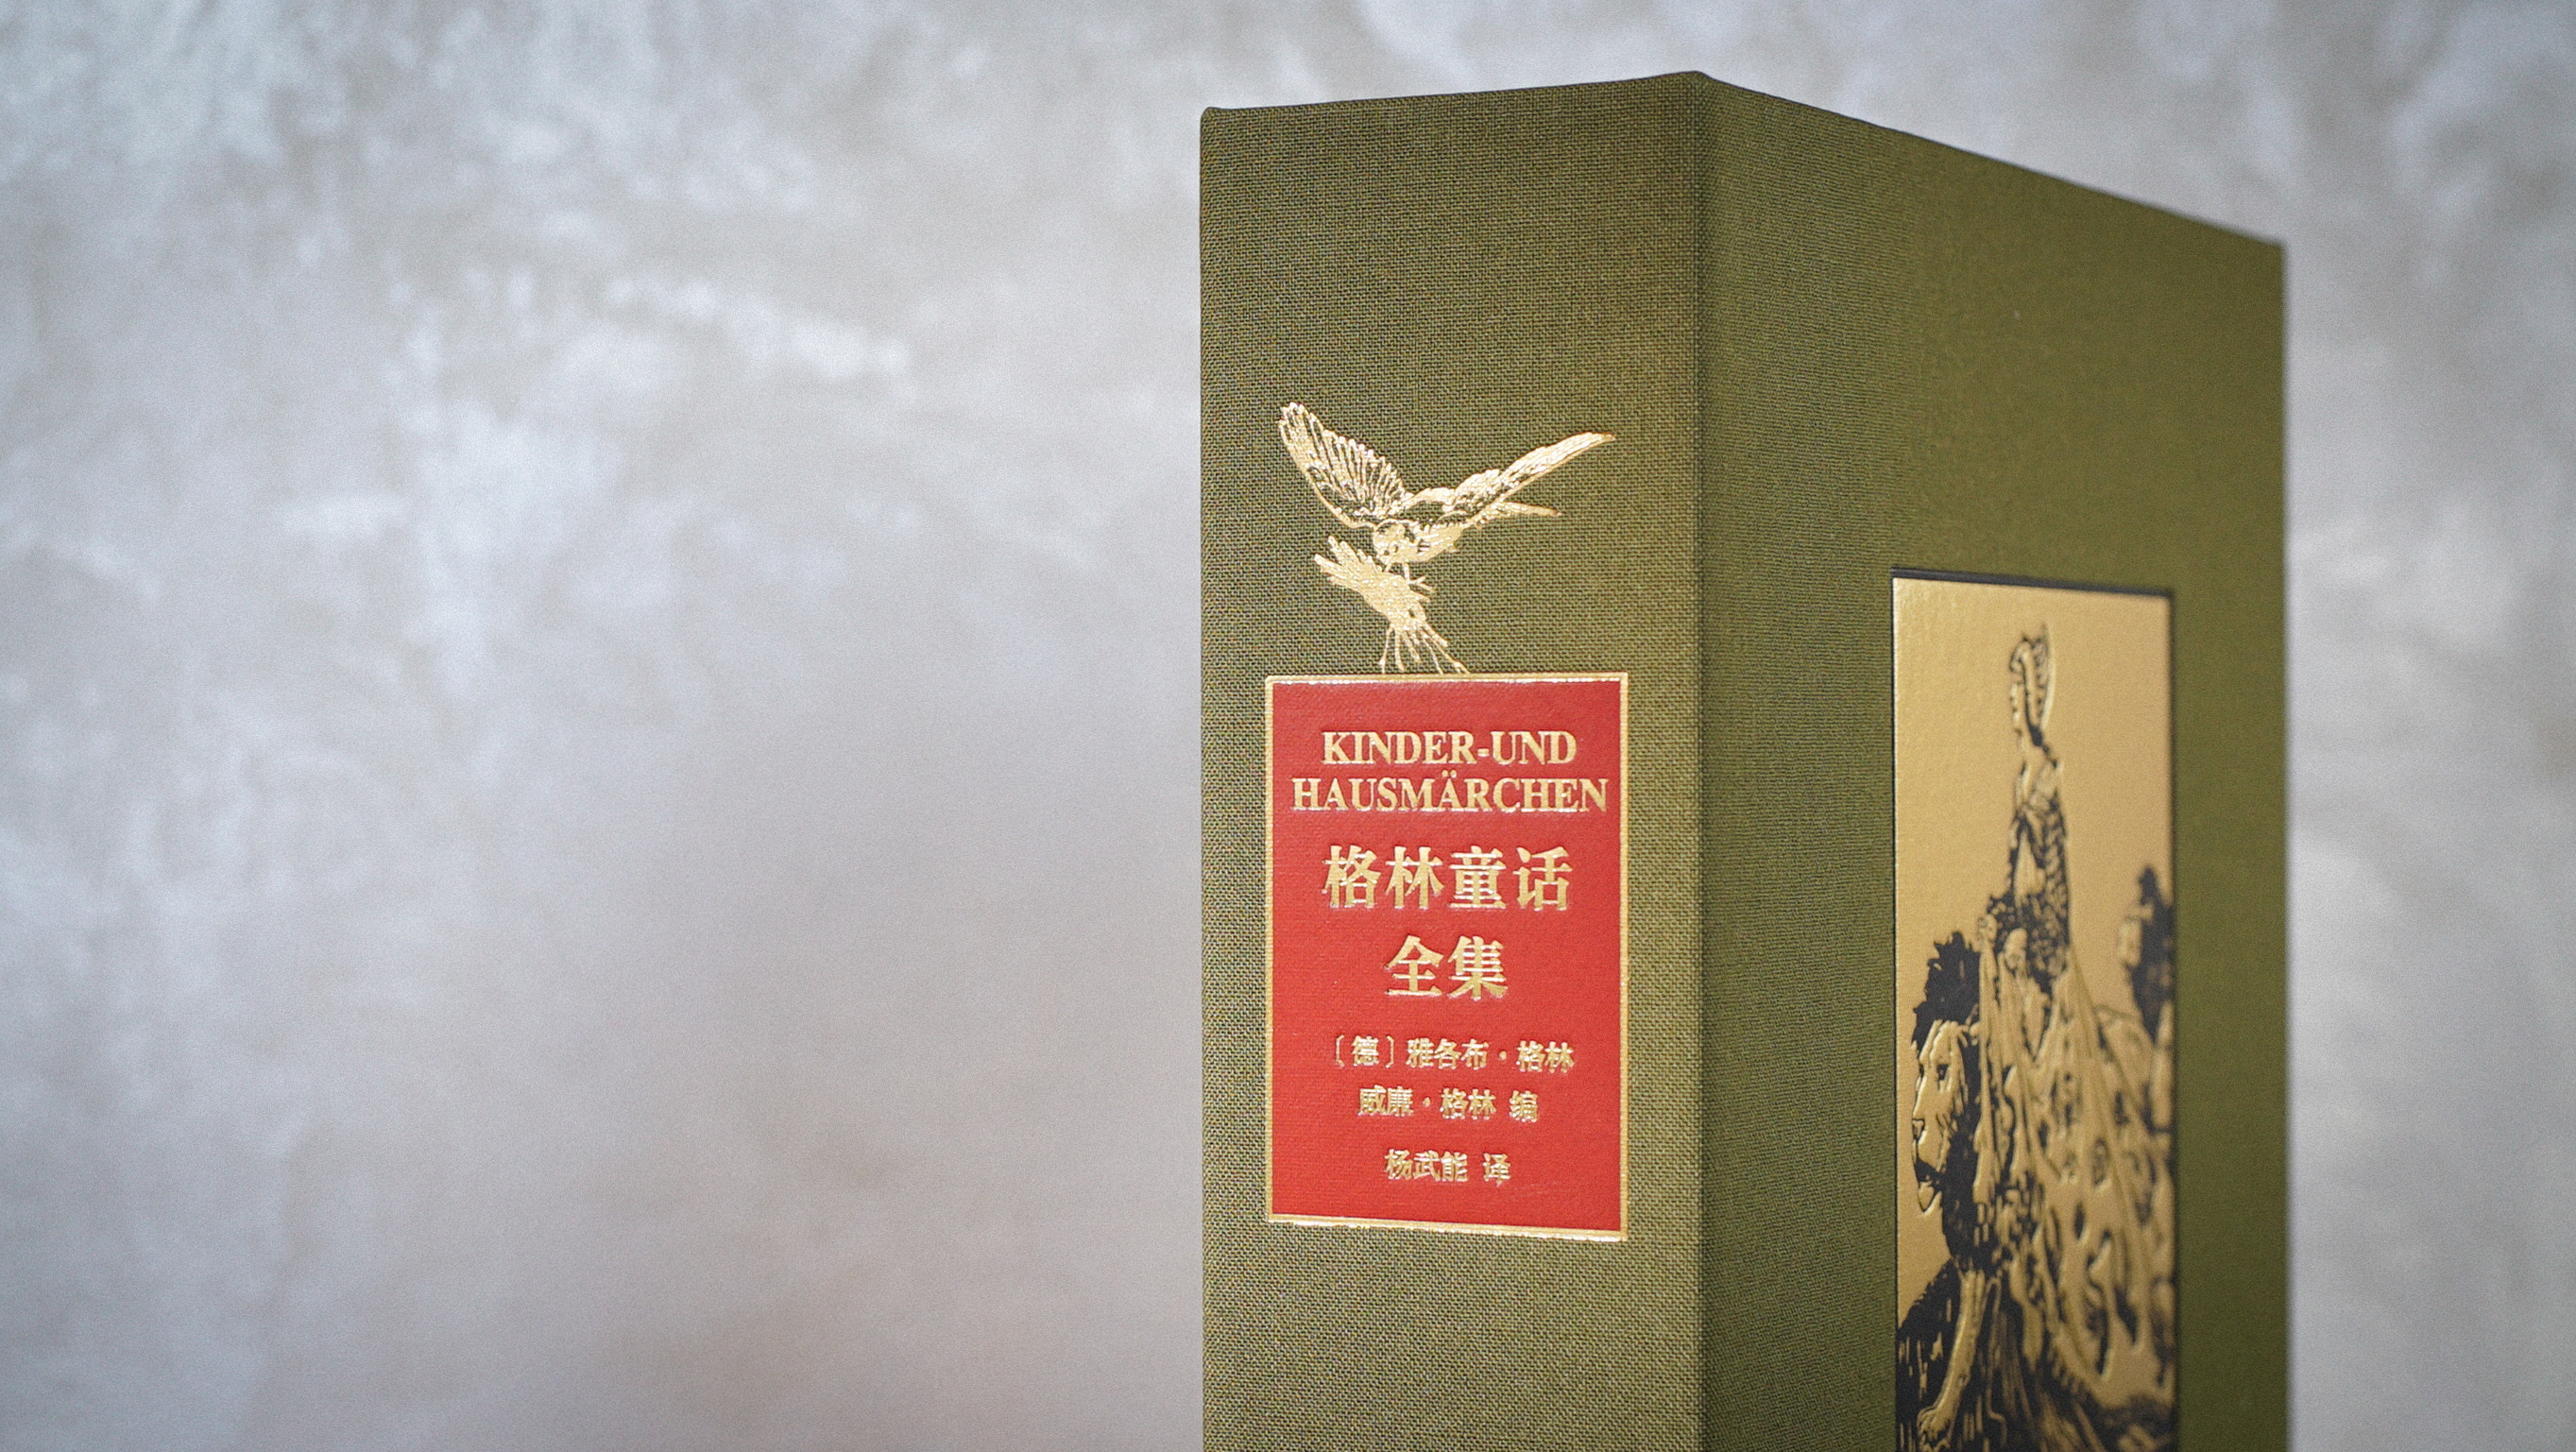 KINDER-UND
HAUSMÄRCHEN
格林童话
全集
〔德〕雅各布·格林
威廉·格林 编
杨武能 译